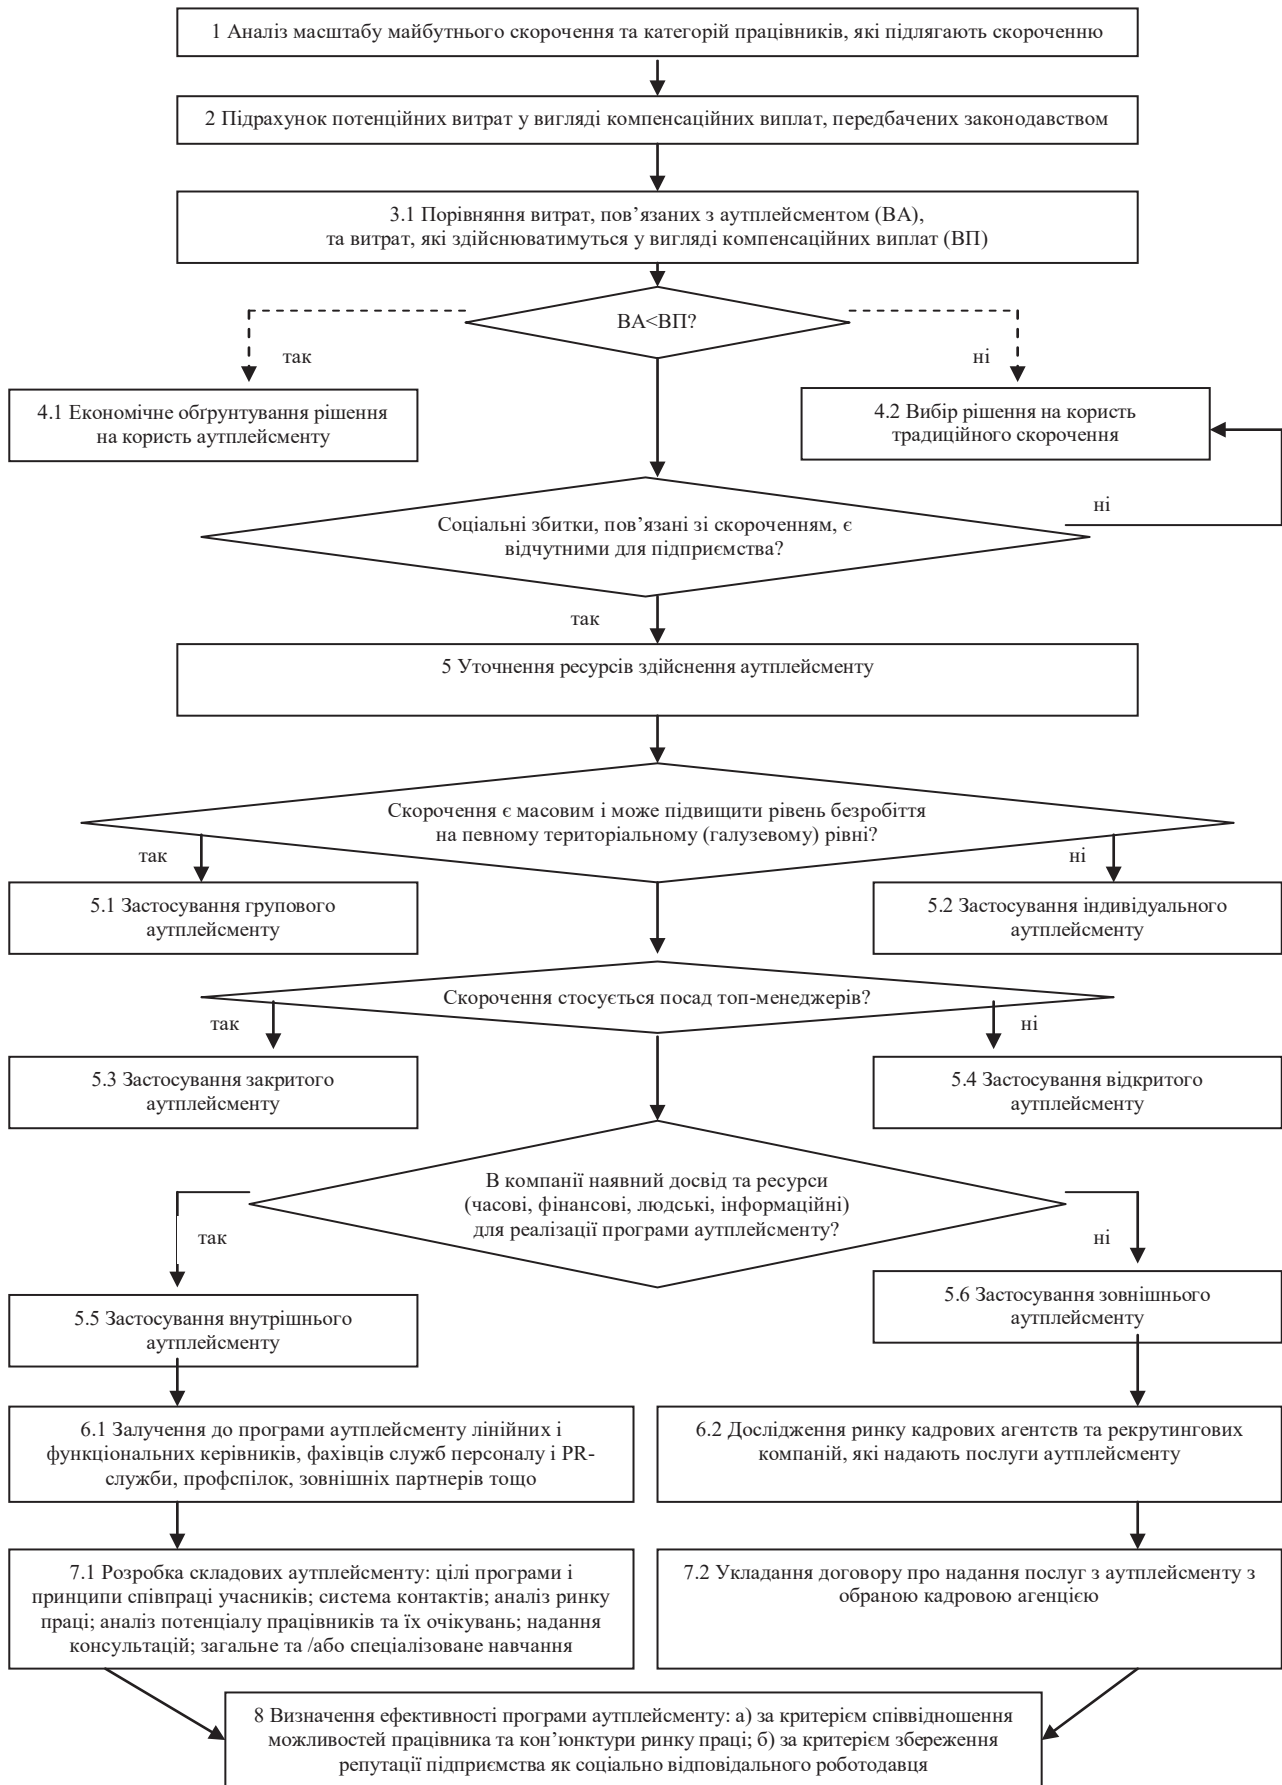 1 Аналіз масштабу майбутнього скорочення та категорій працівників, які підлягають скороченню
2 Підрахунок потенційних витрат у вигляді компенсаційних виплат, передбачених законодавством
3.1 Порівняння витрат, пов’язаних з аутплейсментом (ВА),
та витрат, які здійснюватимуться у вигляді компенсаційних виплат (ВП)
ВА<ВП?
так
ні
4.1 Економічне обґрунтування рішення
на користь аутплейсменту
4.2 Вибір рішення на користь
традиційного скорочення
ні
Соціальні збитки, пов’язані зі скороченням, є
відчутними для підприємства?
так
5 Уточнення ресурсів здійснення аутплейсменту
Скорочення є масовим і може підвищити рівень безробіття
на певному територіальному (галузевому) рівні?
так
ні
5.1 Застосування групового
аутплейсменту
5.2 Застосування індивідуального
аутплейсменту
Скорочення стосується посад топ-менеджерів?
так
ні
5.3 Застосування закритого
аутплейсменту
5.4 Застосування відкритого
аутплейсменту
В компанії наявний досвід та ресурси
(часові, фінансові, людські, інформаційні)
для реалізації програми аутплейсменту?
так
ні
5.5 Застосування внутрішнього
аутплейсменту
5.6 Застосування зовнішнього
аутплейсменту
6.1 Залучення до програми аутплейсменту лінійних і
функціональних керівників, фахівців служб персоналу і PR-
служби, профспілок, зовнішніх партнерів тощо
6.2 Дослідження ринку кадрових агентств та рекрутингових
компаній, які надають послуги аутплейсменту
7.1 Розробка складових аутплейсменту: цілі програми і
принципи співпраці учасників; система контактів; аналіз ринку
праці; аналіз потенціалу працівників та їх очікувань; надання
консультацій; загальне та /або спеціалізоване навчання
7.2 Укладання договору про надання послуг з аутплейсменту з
обраною кадровою агенцією
8 Визначення ефективності програми аутплейсменту: а) за критерієм співвідношення
можливостей працівника та кон’юнктури ринку праці; б) за критерієм збереження
репутації підприємства як соціально відповідального роботодавця